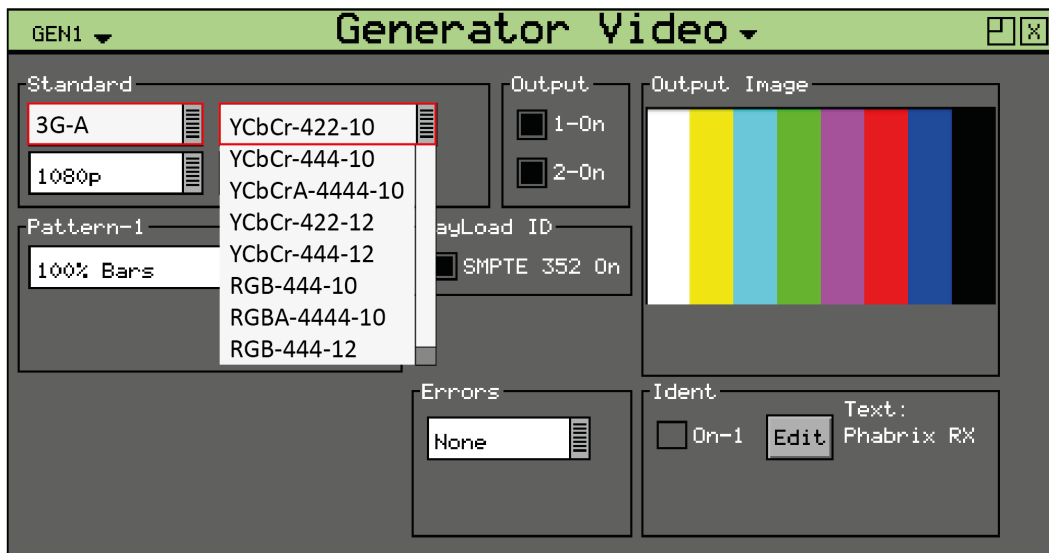 GEN1
Generator Video
X
Standard
3G-A
1080p
YCbCr-422-10
YCbCr-444-10
YCbCrA-4444-10
YCbCr-422-12
YCbCr-444-12
RGB-444-10
RGBA-4444-10
RGB-444-12
Output
1-On
2-On
Output Image
Pattern-1
100% Bars
ayLoad ID
SMPTE 352 On
Errors
None
Ident
On-1
Edit
Text:
Phabrix RX